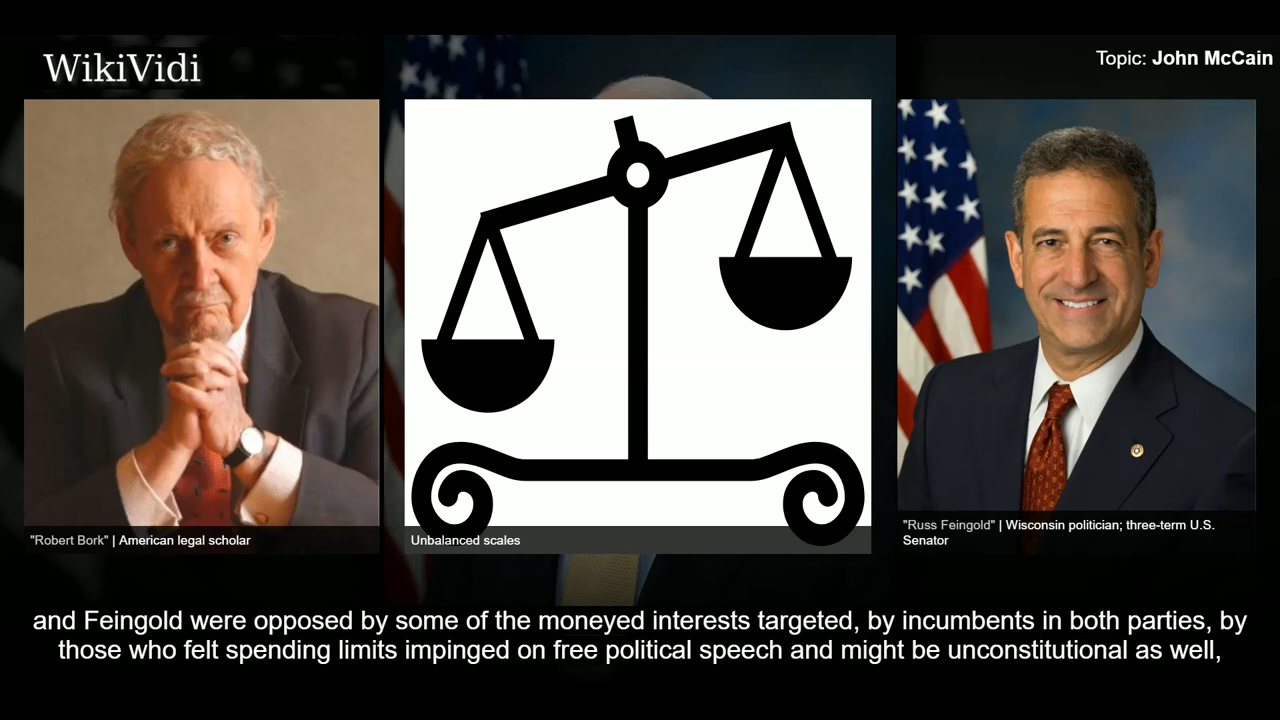 WikiVidi
Topic: John McCain
"Robert Bork" | American legal scholar
Unbalanced scales
"Russ Feingold" | Wisconsin politician; three-term U.S.
Senator
and Feingold were opposed by some of the moneyed interests targeted, by incumbents in both parties, by
those who felt spending limits impinged on free political speech and might be unconstitutional as well,